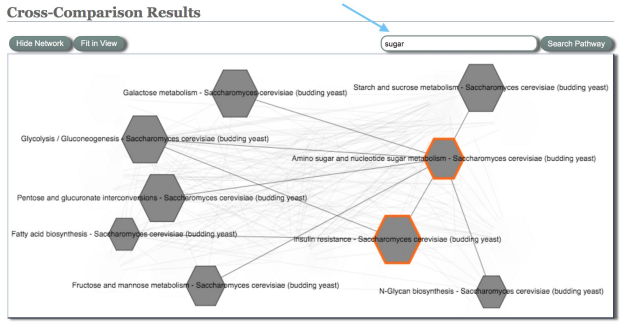 Cross-Comparison Results
Hide Network
Fit in View
sugar
Search Pathway
Galactose metabolism - Saccharomyces cerevisiae (budding yeast)
Starch and sucrose metabolism - Saccharomyces cerevisiae (budding yeast)
Glycolysis / Gluconeogenesis - Saccharomyces cerevisiae (budding yeast)
Amino sugar and nucleotide sugar metabolism - Saccharomyces cerevisiae (budding yeast)
Pentose and glucuronate interconversions - Saccharomyces cerevisiae (budding yeast)
Fatty acid biosynthesis - Saccharomyces cerevisiae (budding yeast)
Insulin resistance - Saccharomyces cerevisiae (budding yeast)
Fructose and mannose metabolism - Saccharomyces cerevisiae (budding yeast)
N-Glycan biosynthesis - Saccharomyces cerevisiae (budding yeast)